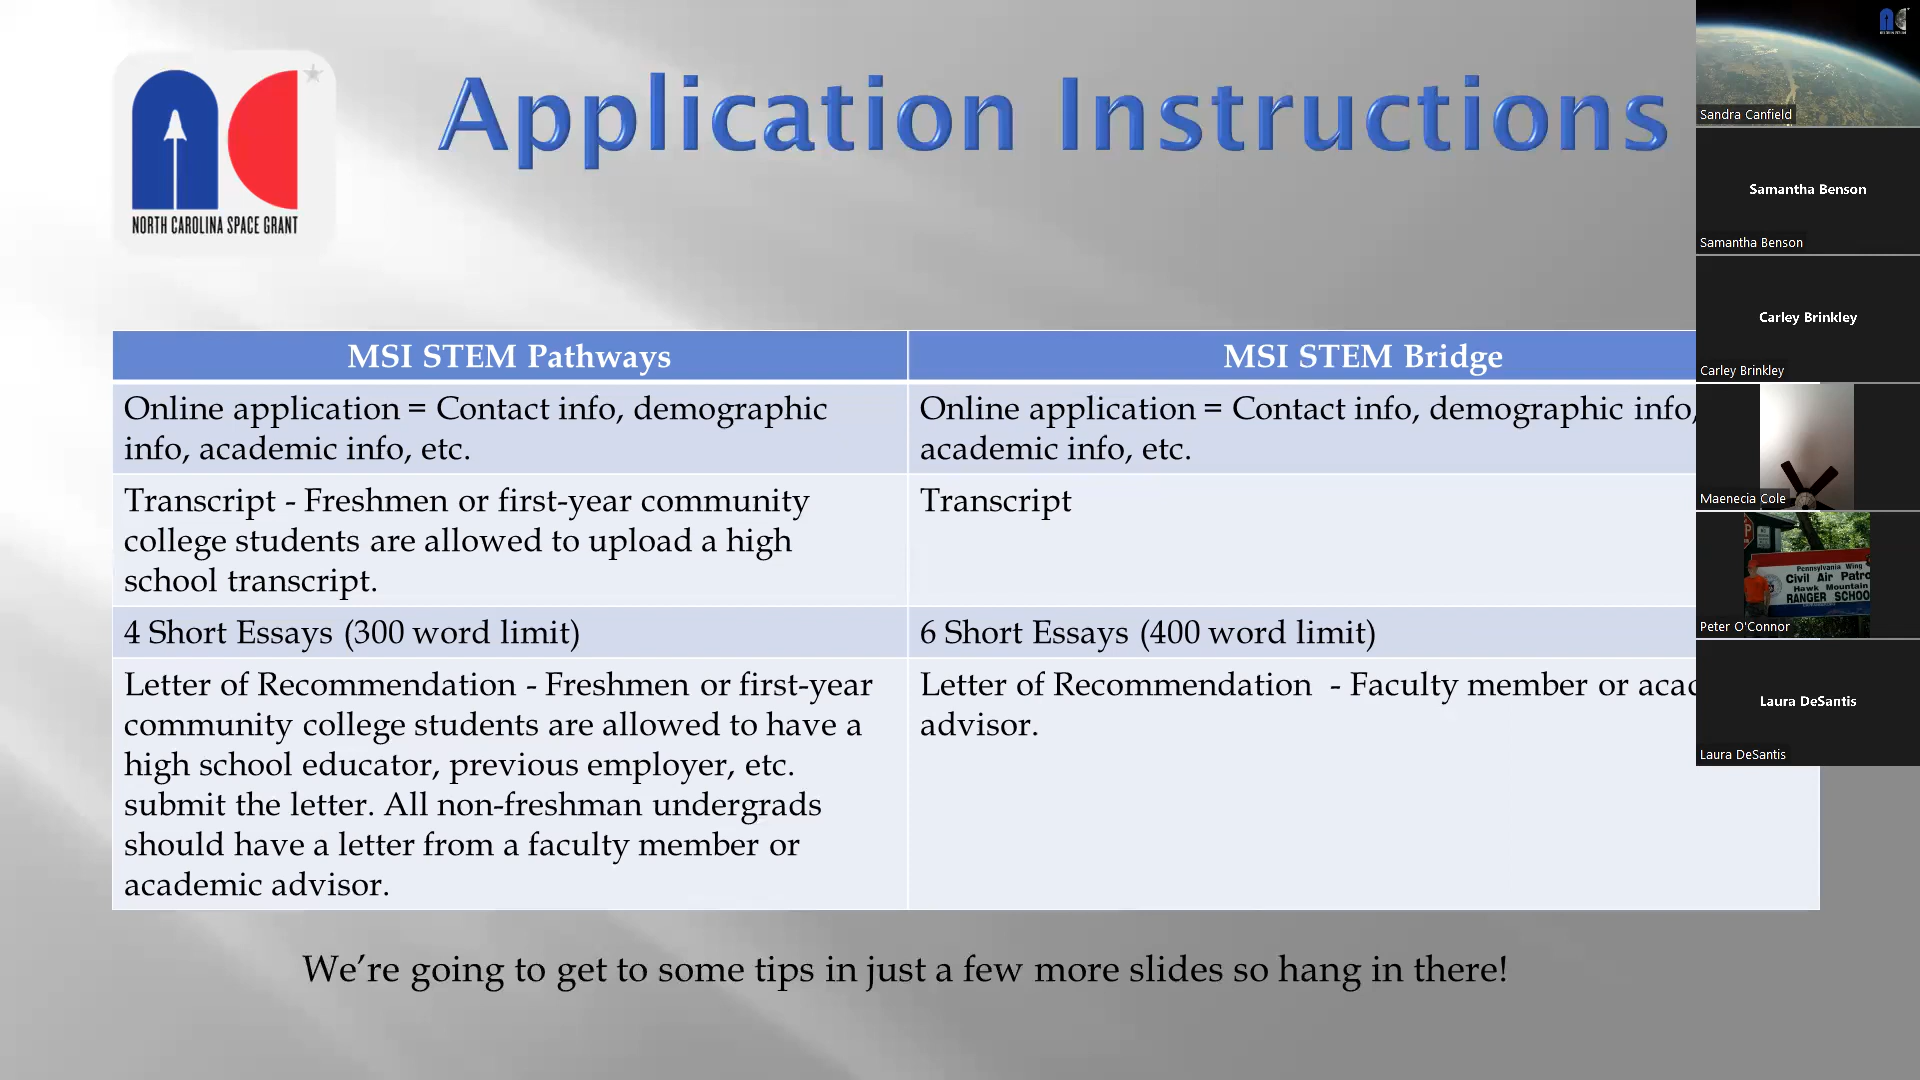 Application Instructions
NORTH CAROLINA SPACE GRANT
MSI STEM Pathways
MSI STEM Bridge
Online application = Contact info, demographic
info, academic info, etc.
Online application = Contact info, demographic info,
academic info, etc.
Transcript - Freshmen or first-year community
college students are allowed to upload a high
school transcript.
Transcript
4 Short Essays (300 word limit)
6 Short Essays (400 word limit)
Letter of Recommendation - Freshmen or first-year
community college students are allowed to have a
high school educator, previous employer, etc.
submit the letter. All non-freshman undergrads
should have a letter from a faculty member or
academic advisor.
Letter of Recommendation - Faculty member or acad
advisor.
We're going to get to some tips in just a few more slides so hang in there!
Sandra Canfield
Samantha Benson
Samantha Benson
Carley Brinkley
Carley Brinkley
Maenecia Cole
Pennsylvania Wing
Civil Air Patro
Hawk Mountain
RANGER SCHOO
Peter O'Connor
Laura DeSantis
Laura DeSantis